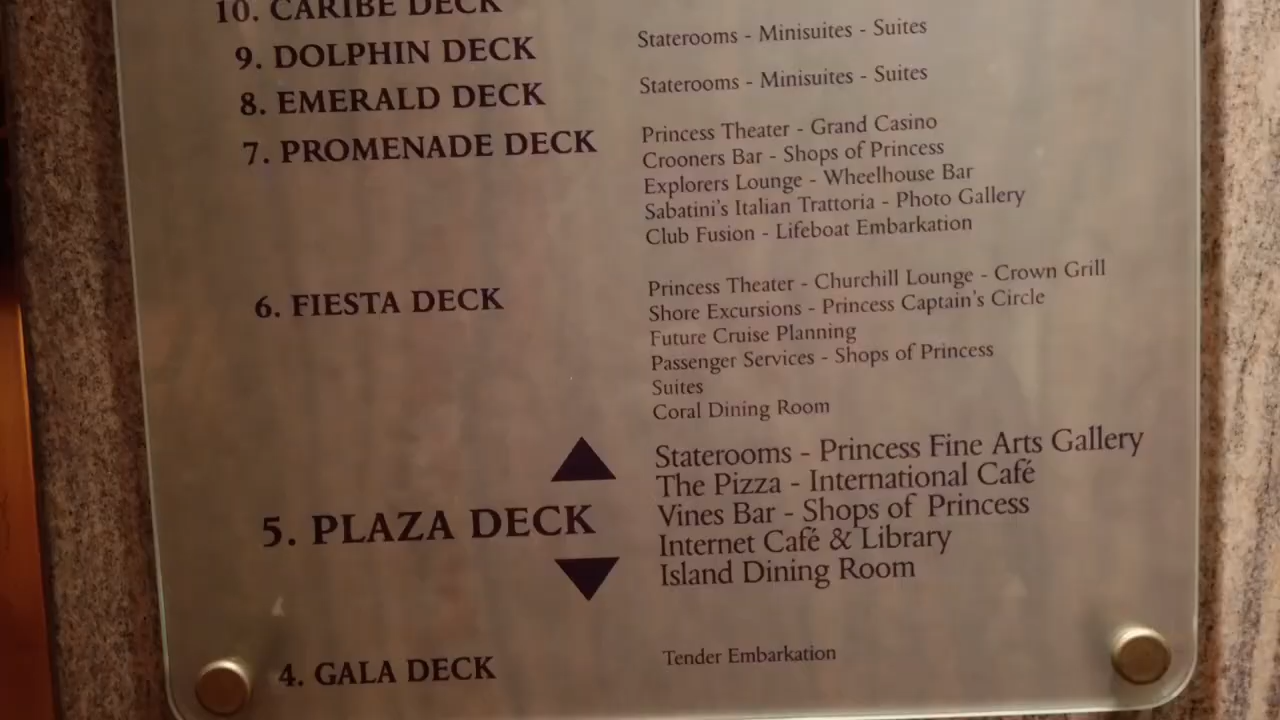 10. CARIBE DECK
9. DOLPHIN DECK Staterooms - Minisuites - Suites
8. EMERALD DECK Staterooms - Minisuites - Suites
7. PROMENADE DECK Princess Theater - Grand Casino
Crooners Bar - Shops of Princess
Explorers Lounge - Wheelhouse Bar
Sabatini's Italian Trattoria - Photo Gallery
Club Fusion - Lifeboat Embarkation
6. FIESTA DECK Princess Theater - Churchill Lounge - Crown Grill
Shore Excursions - Princess Captain's Circle
Future Cruise Planning
Passenger Services - Shops of Princess
Suites
Coral Dining Room
5. PLAZA DECK Staterooms - Princess Fine Arts Gallery
The Pizza - International Café
Vines Bar - Shops of Princess
Internet Café & Library
Island Dining Room
4. GALA DECK Tender Embarkation